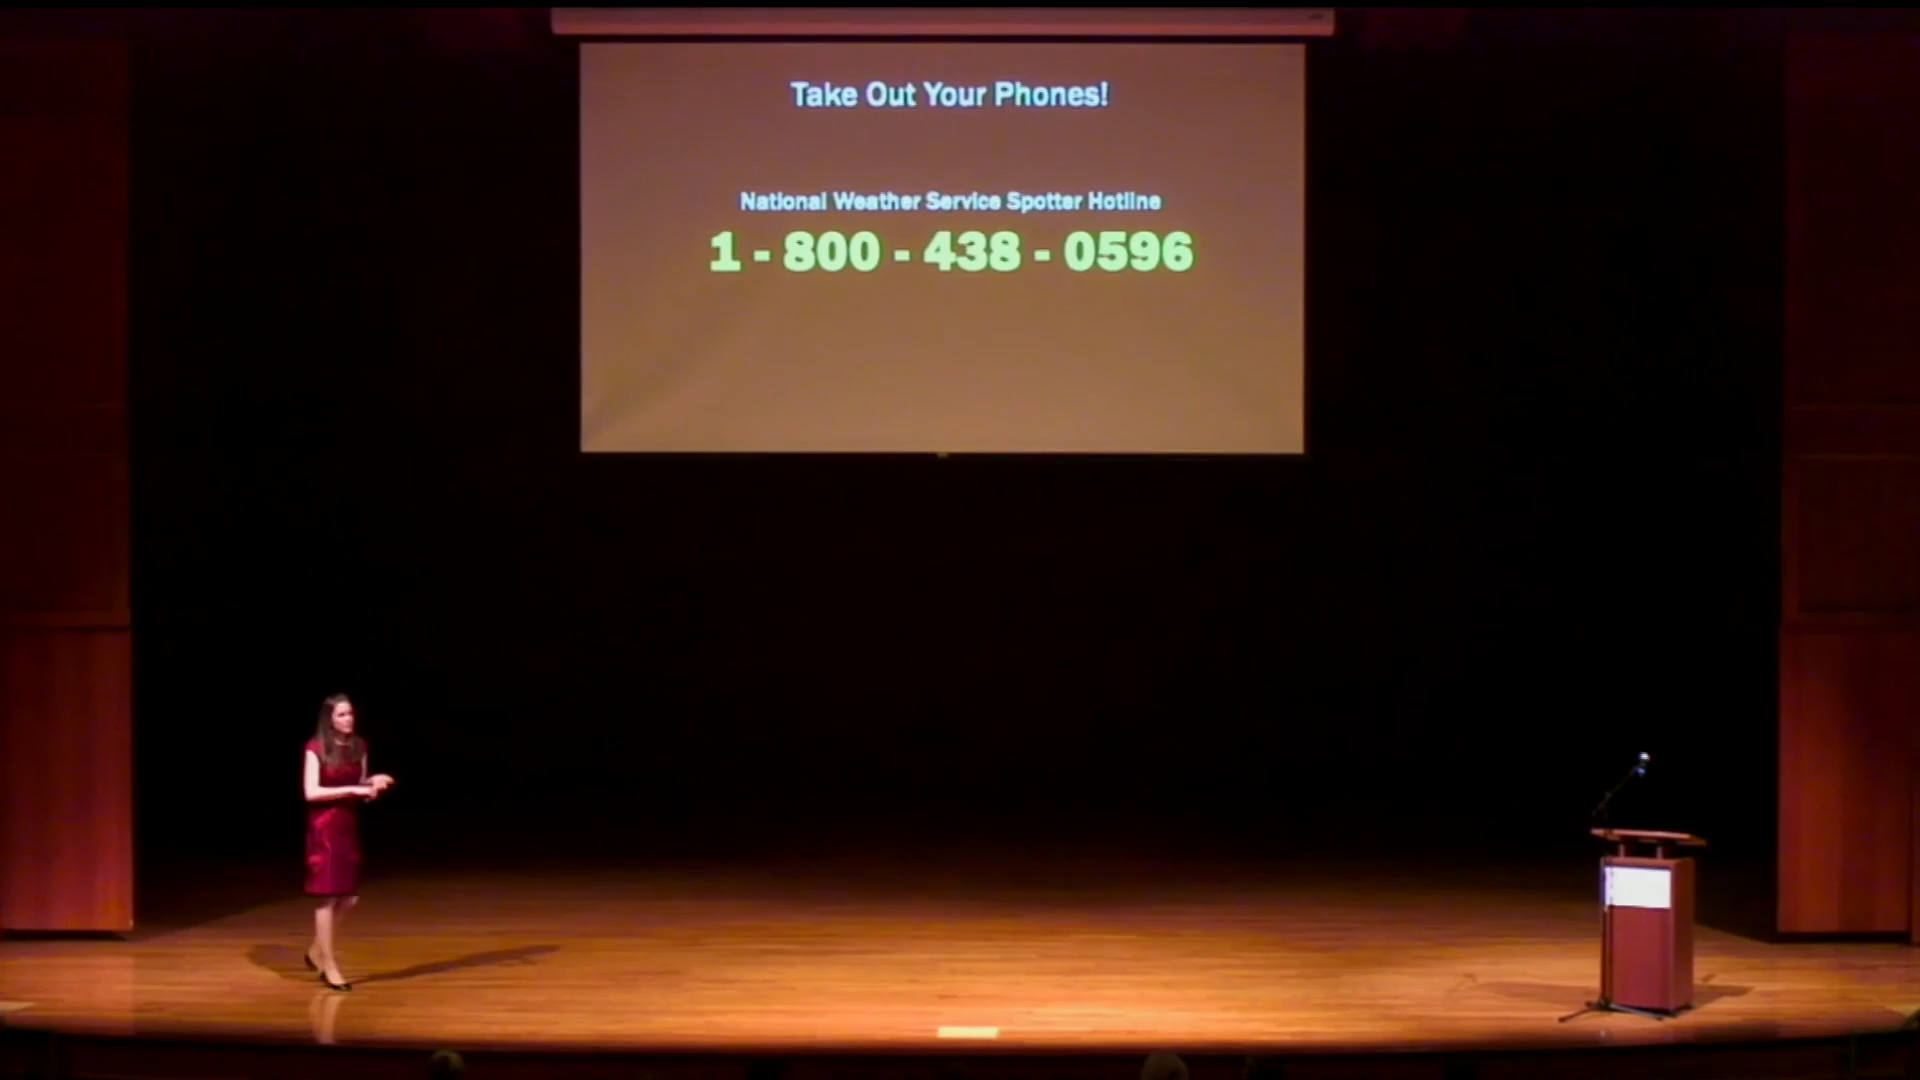 Take Out Your Phones!
National Weather Service Spotter Hotline
1 - 800 - 438 - 0596